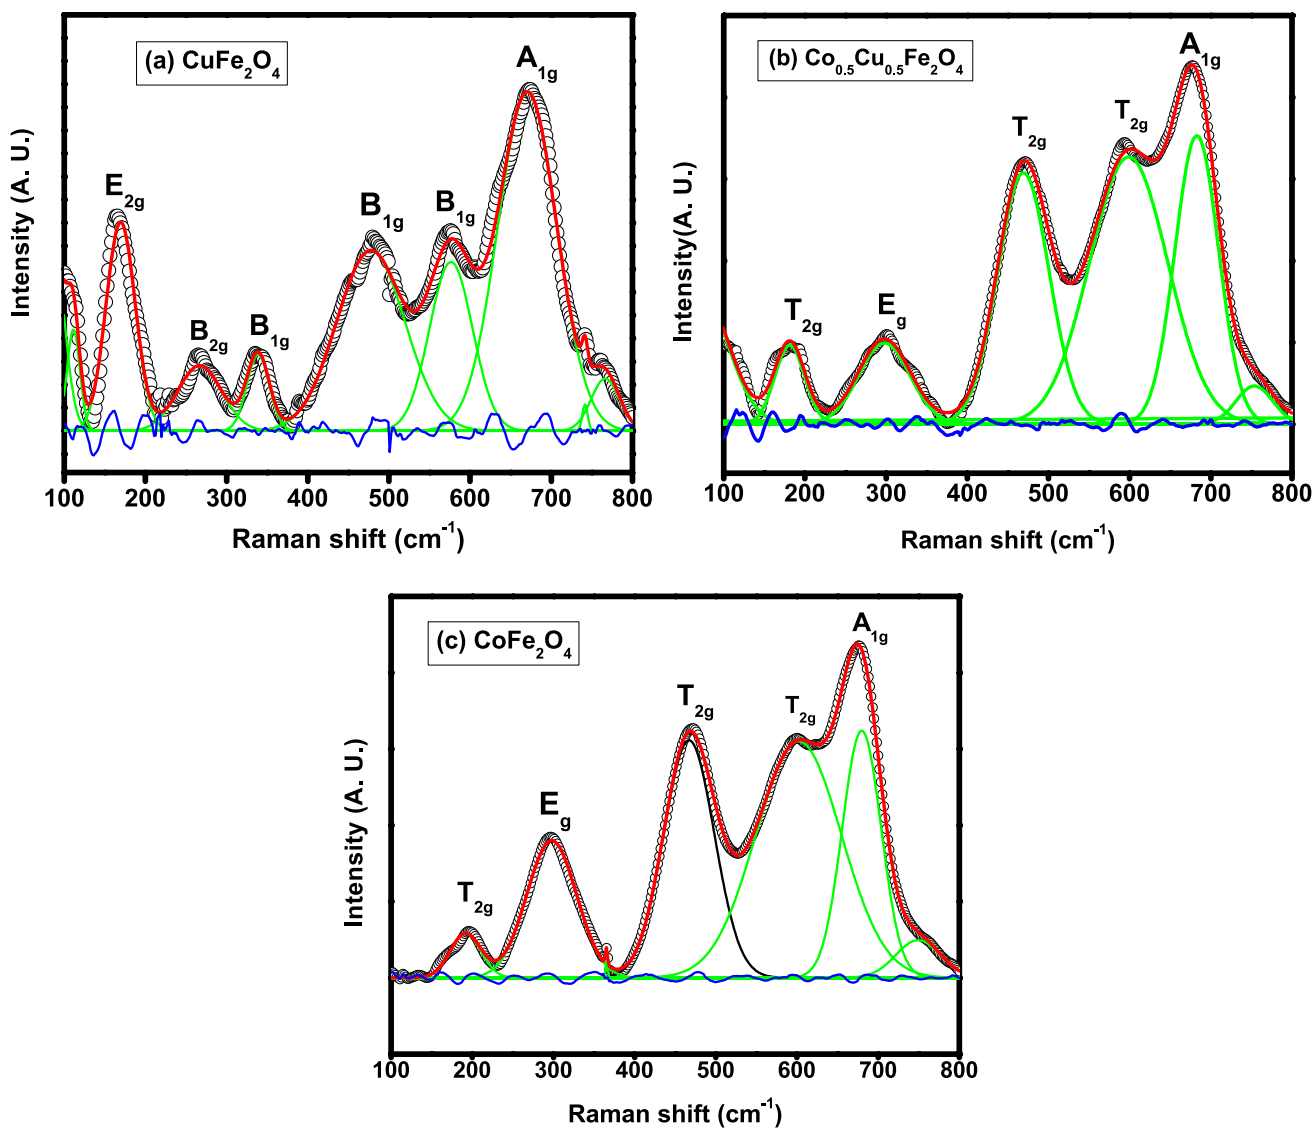 (a) CuFe₂O₄
E₂g
B₂g
B₁g
B₁g
B₁g
A₁g
Intensity (A. U.)
100 200 300 400 500 600 700 800
Raman shift (cm⁻¹)
(b) Co₀.₅Cu₀.₅Fe₂O₄
T₂g
E_g
T₂g
T₂g
A₁g
Intensity(A. U.)
100 200 300 400 500 600 700 800
Raman shift (cm⁻¹)
(c) CoFe₂O₄
T₂g
E_g
T₂g
T₂g
A₁g
Intensity (A. U.)
100 200 300 400 500 600 700 800
Raman shift (cm⁻¹)